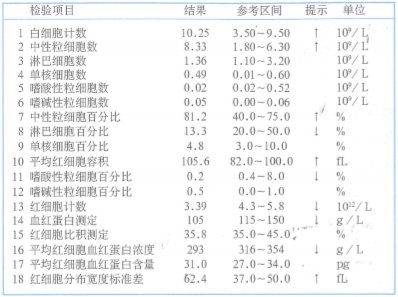 检验项目 结果 参考区间 提示 单位
1 白细胞计数 10.25 3.50~9.50 ↑ 10⁹/L
2 中性粒细胞数 8.33 1.80~6.30 ↑ 10⁹/L
3 淋巴细胞数 1.36 1.10~3.20 10⁹/L
4 单核细胞数 0.49 0.01~0.60 10⁹/L
5 嗜酸性粒细胞数 0.02 0.02~0.52 10⁹/L
6 嗜碱性粒细胞数 0.05 0.00~0.06 10⁹/L
7 中性粒细胞百分比 81.2 40.0~75.0 ↑ %
8 淋巴细胞百分比 13.3 20.0~50.0 ↓ %
9 单核细胞百分比 4.8 3.0~10.0 %
10 平均红细胞容积 105.6 82.0~100.0 ↑ fL
11 嗜酸性粒细胞百分比 0.2 0.4~8.0 ↓ %
12 嗜碱性粒细胞百分比 0.5 0.0~1.0 %
13 红细胞计数 3.39 4.3~5.8 ↓ 10¹²/L
14 血红蛋白测定 105 115~150 ↓ g/L
15 红细胞比积测定 35.8 35.0~45.0 %
16 平均红细胞血红蛋白浓度 293 316~354 ↓ g/L
17 平均红细胞血红蛋白含量 31.0 27.0~34.0 pg
18 红细胞分布宽度标准差 62.4 37.0~50.0 ↑ fL